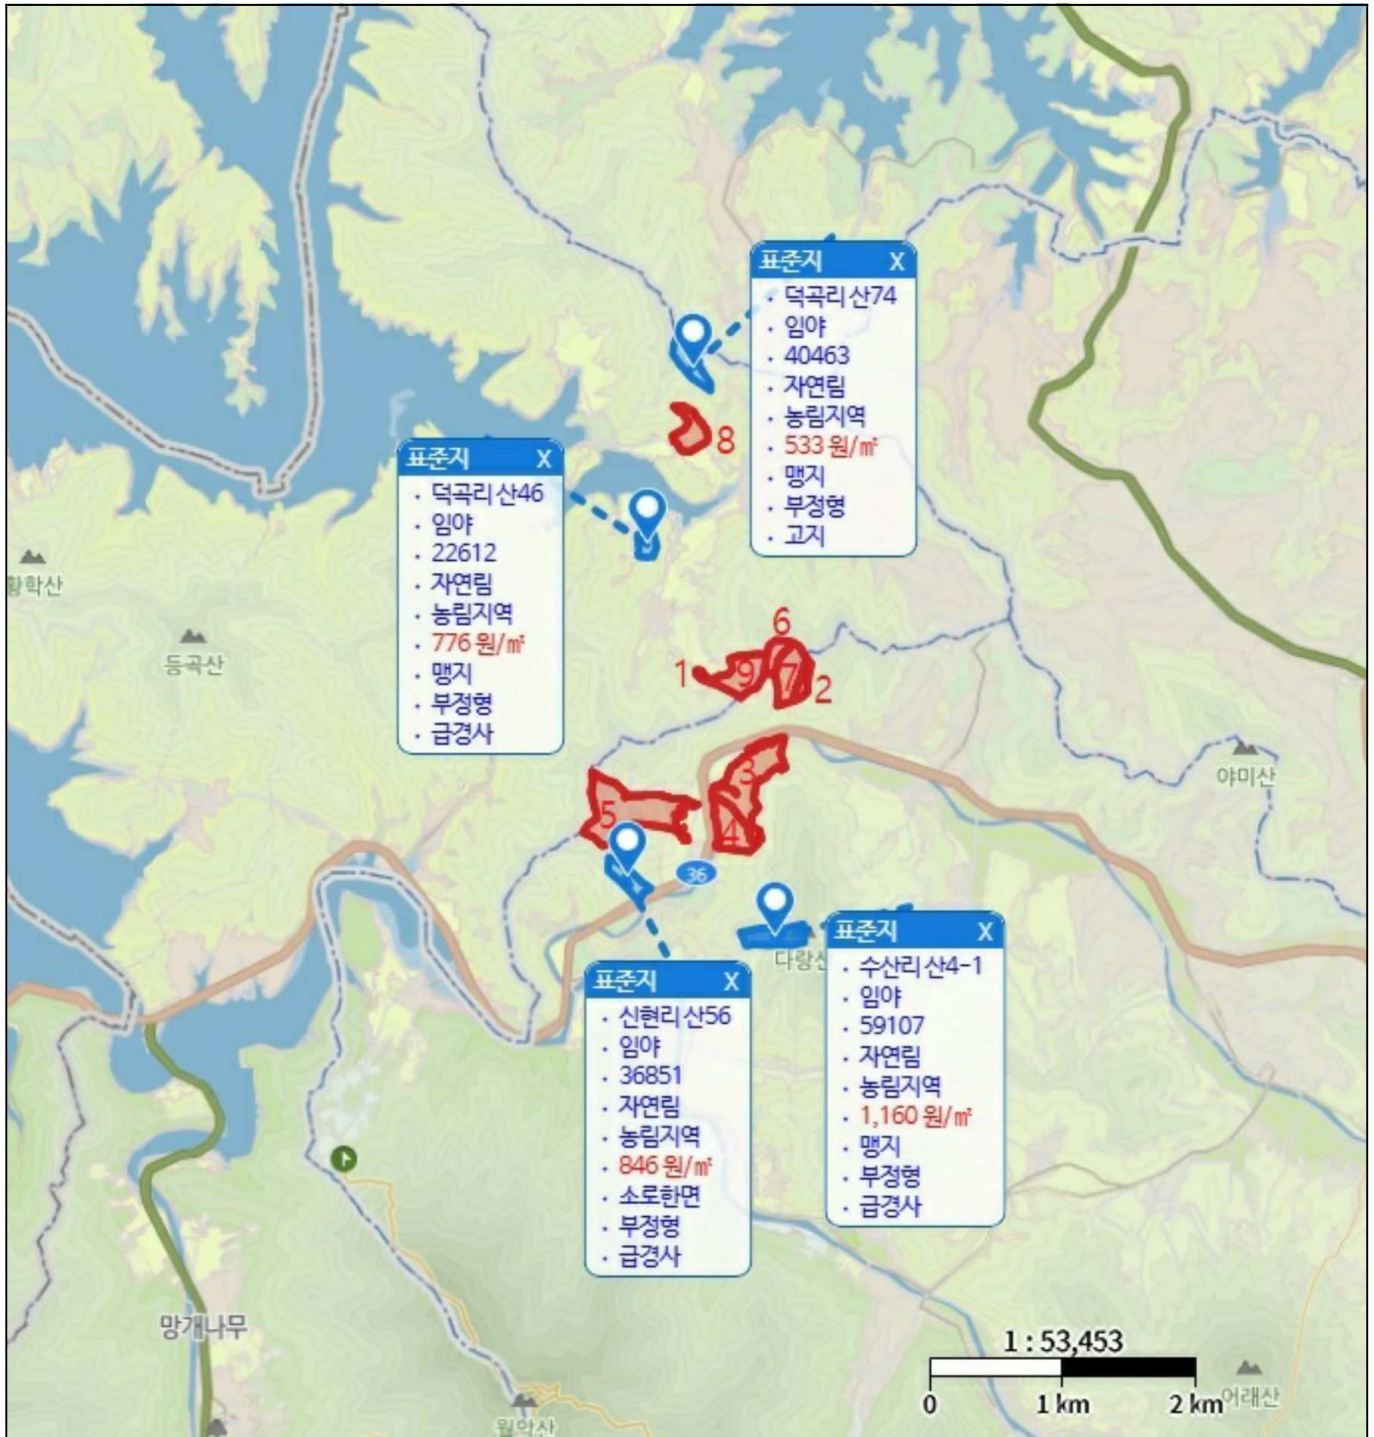 표준지 X
· 덕곡리 산74
· 임야
· 40463
· 자연림
· 농림지역
· 533 원/㎡
· 맹지
· 부정형
· 고지
8
표준지 X
· 덕곡리 산46
· 임야
· 22612
· 자연림
· 농림지역
· 776 원/㎡
· 맹지
· 부정형
· 급경사
황학산
등곡산
6
1
9
7
2
야미산
3
5
4
36
다랑산
표준지 X
· 수산리 산4-1
· 임야
· 59107
· 자연림
· 농림지역
· 1,160 원/㎡
· 맹지
· 부정형
· 급경사
표준지 X
· 신현리 산56
· 임야
· 36851
· 자연림
· 농림지역
· 846 원/㎡
· 소로한면
· 부정형
· 급경사
망개나무
1 : 53,453
0 1 km 2 km
어래산
월악산